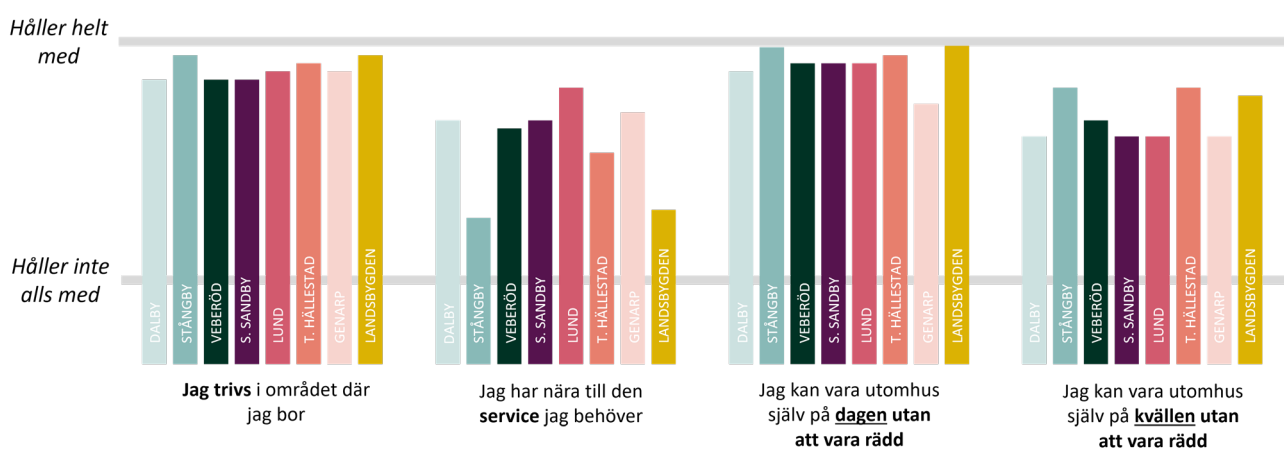 Håller helt
med
Håller inte
alls med
DALBY
STÅNGBY
VEBERÖD
S. SANDBY
LUND
T. HÄLLESTAD
GENARP
LANDSBYGDEN
Jag trivs i området där
jag bor
DALBY
STÅNGBY
VEBERÖD
S. SANDBY
LUND
T. HÄLLESTAD
GENARP
LANDSBYGDEN
Jag har nära till den
service jag behöver
DALBY
STÅNGBY
VEBERÖD
S. SANDBY
LUND
T. HÄLLESTAD
GENARP
LANDSBYGDEN
Jag kan vara utomhus
själv på dagen utan
att vara rädd
DALBY
STÅNGBY
VEBERÖD
S. SANDBY
LUND
T. HÄLLESTAD
GENARP
LANDSBYGDEN
Jag kan vara utomhus
själv på kvällen utan
att vara rädd